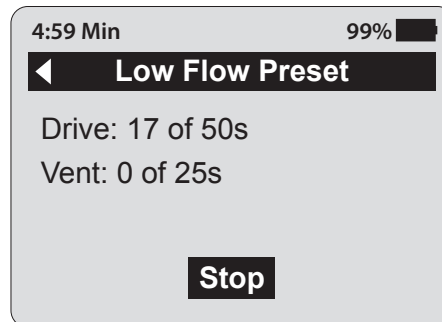 4:59 Min 99%
Low Flow Preset
Drive: 17 of 50s
Vent: 0 of 25s
Stop